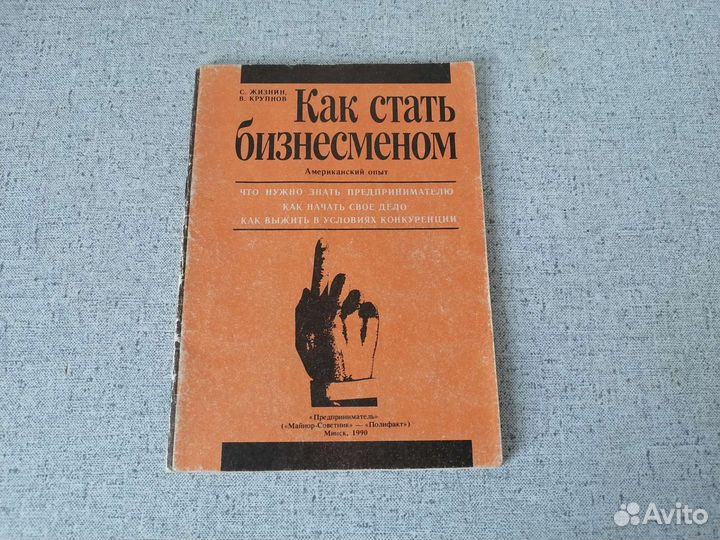 С. ЖИЗНИН,
В. КРУПНОВ
Как стать
бизнесменом
Американский опыт
ЧТО НУЖНО ЗНАТЬ ПРЕДПРИНИМАТЕЛЮ
КАК НАЧАТЬ СВОЕ ДЕЛО
КАК ВЫЖИТЬ В УСЛОВИЯХ КОНКУРЕНЦИИ
«Предприниматель»
(«Майнор-Советник» — «Полифакт»)
Минск, 1990
Avito